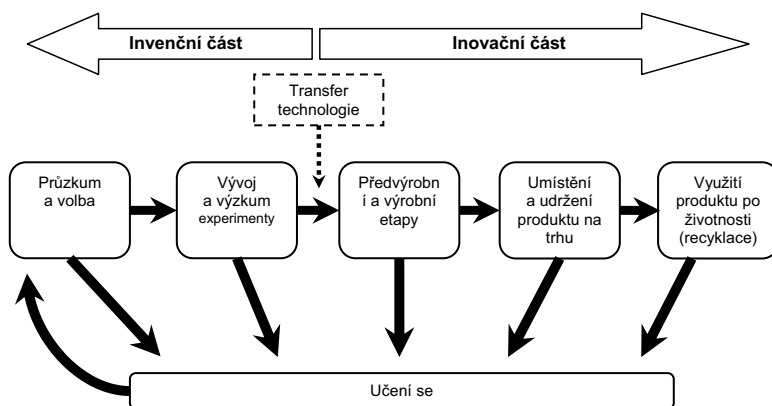 Invenční část
Inovační část
Transfer
technologie
Průzkum
a volba
Vývoj
a výzkum
experimenty
Předvýrobn
í a výrobní
etapy
Umístění
a udržení
produktu na
trhu
Využití
produktu po
životnosti
(recyklace)
Učení se